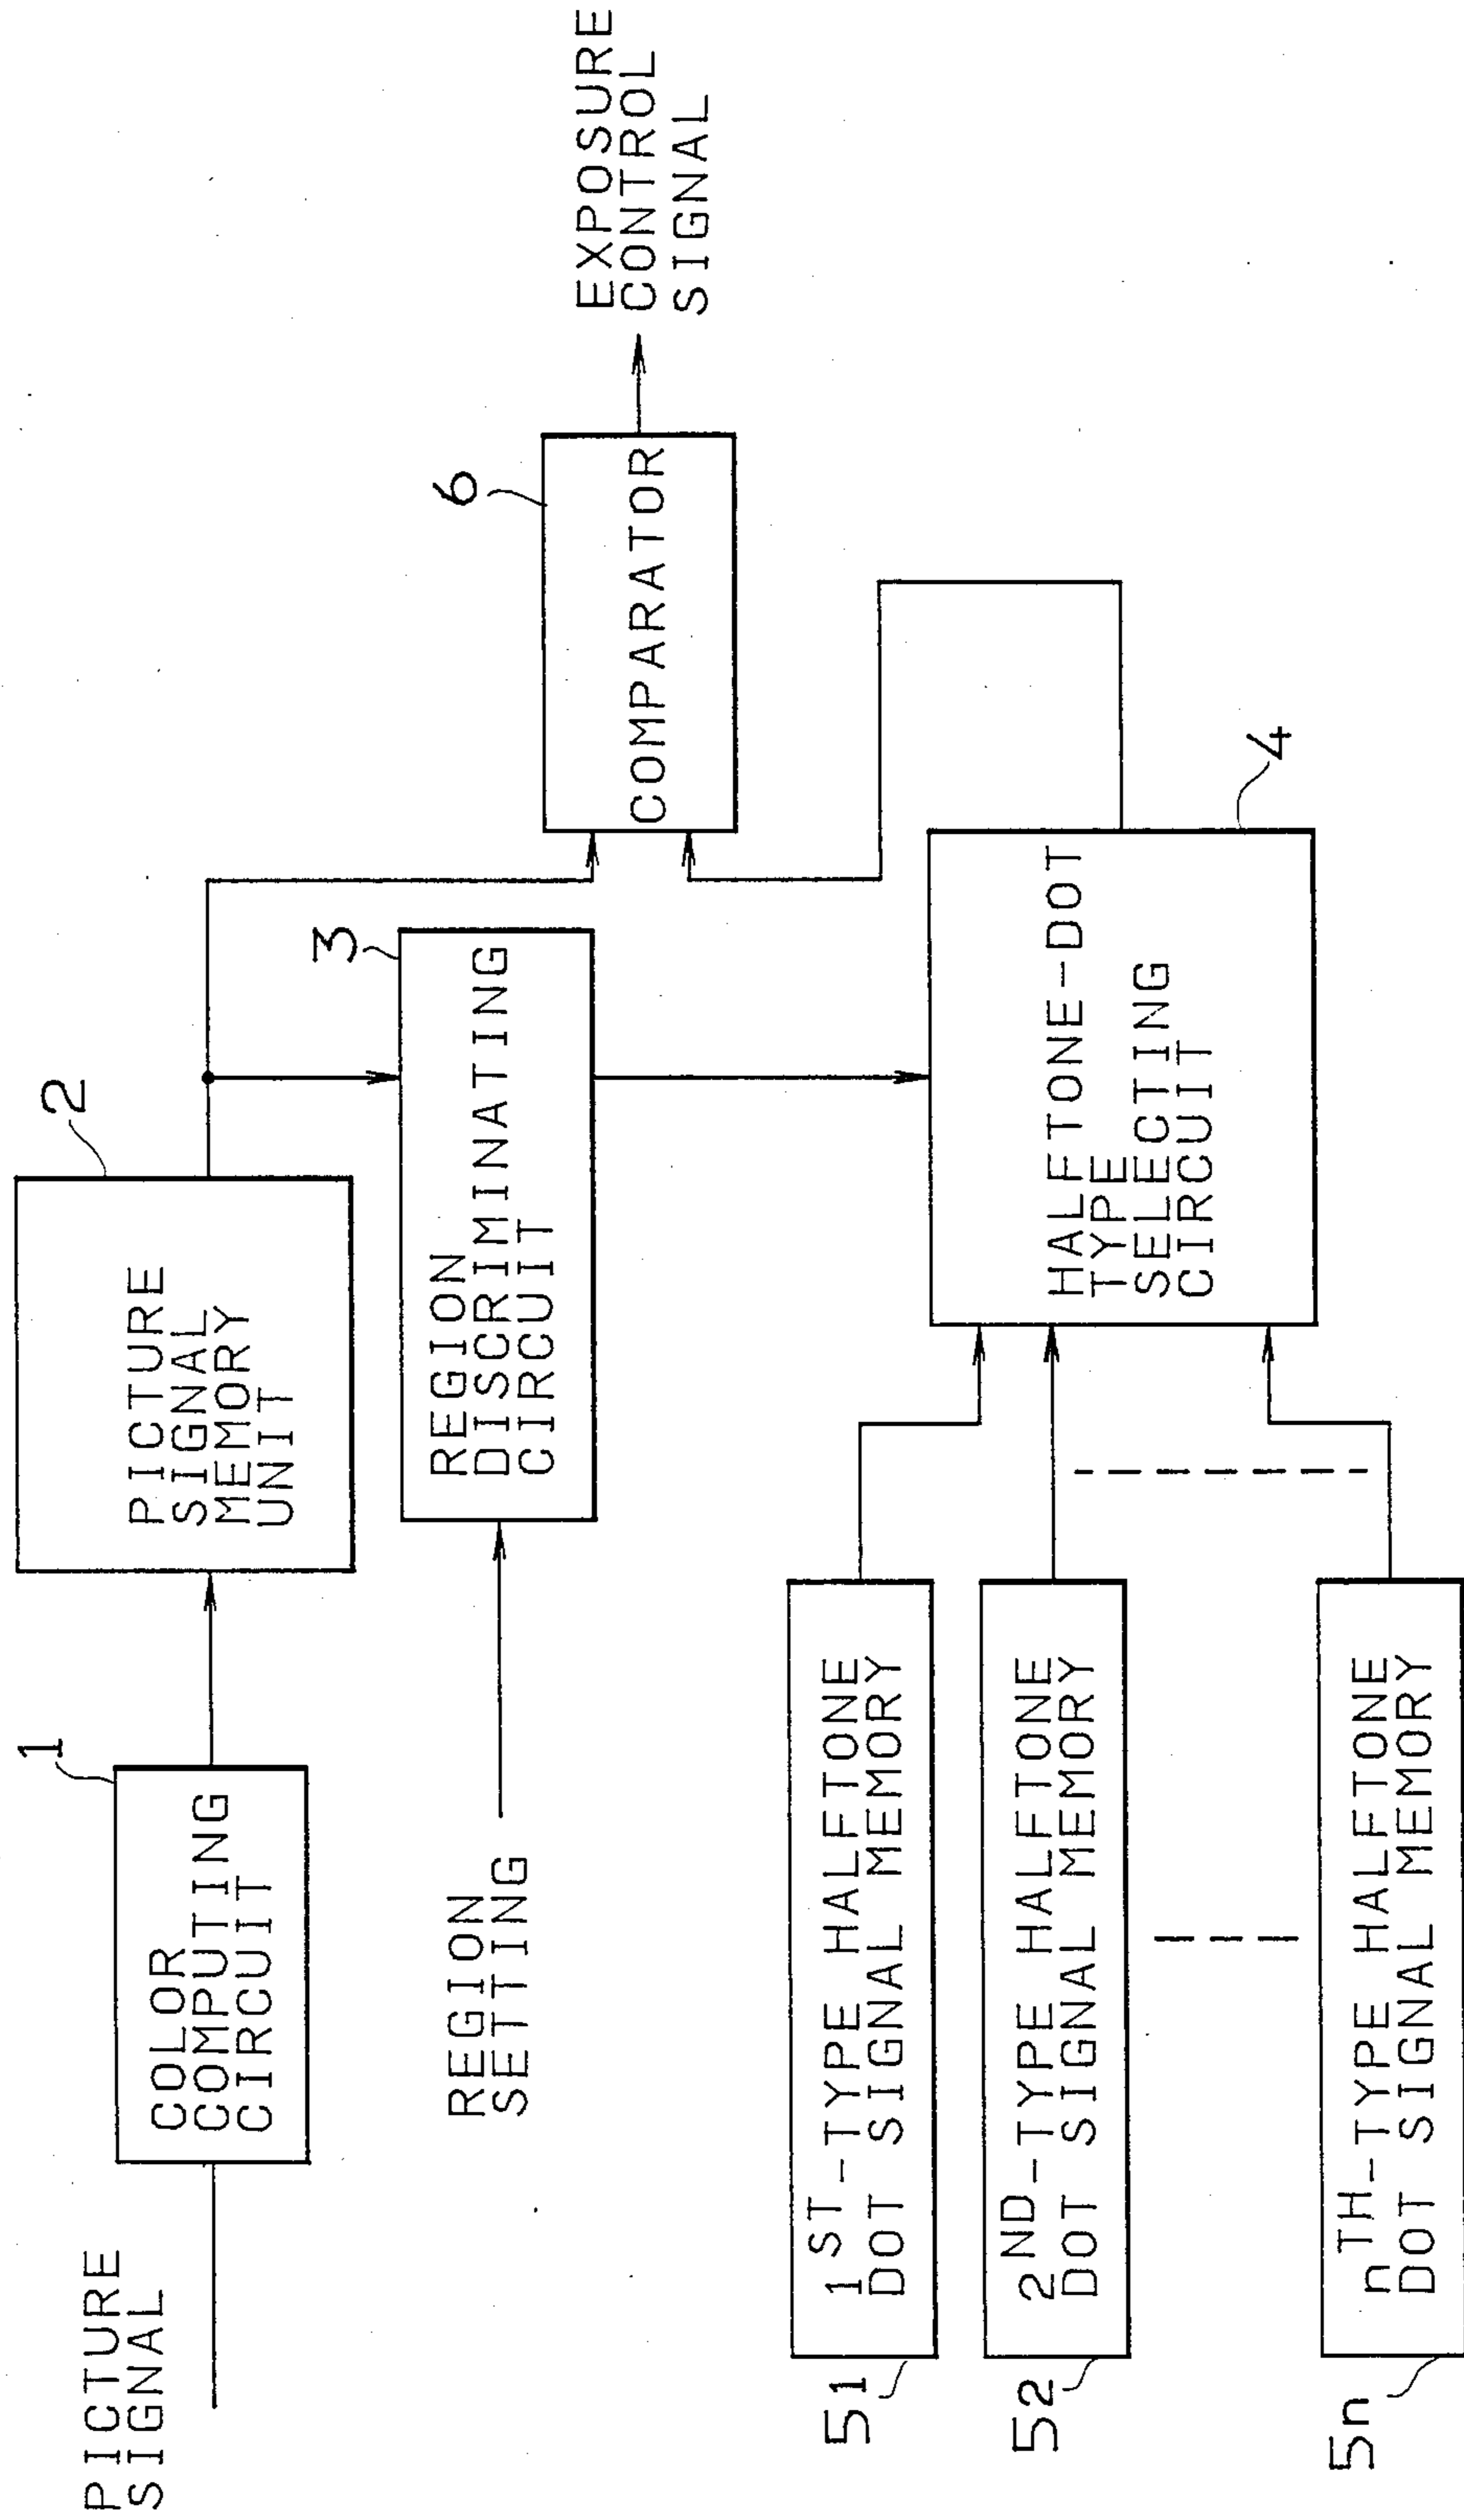 PICTURE
SIGNAL
1
COLOR
COMPUTING
CIRCUIT
2
PICTURE
SIGNAL
MEMORY
UNIT
REGION
SETTING
3
REGION
DISCRIMINATING
CIRCUIT
6
COMPARATOR
EXPOSURE
CONTROL
SIGNAL
51
1ST-TYPE HALFTONE
DOT SIGNAL MEMORY
52
2ND-TYPE HALFTONE
DOT SIGNAL MEMORY
5n
nTH-TYPE HALFTONE
DOT SIGNAL MEMORY
4
HALFTONE-DOT
TYPE
SELECTING
CIRCUIT